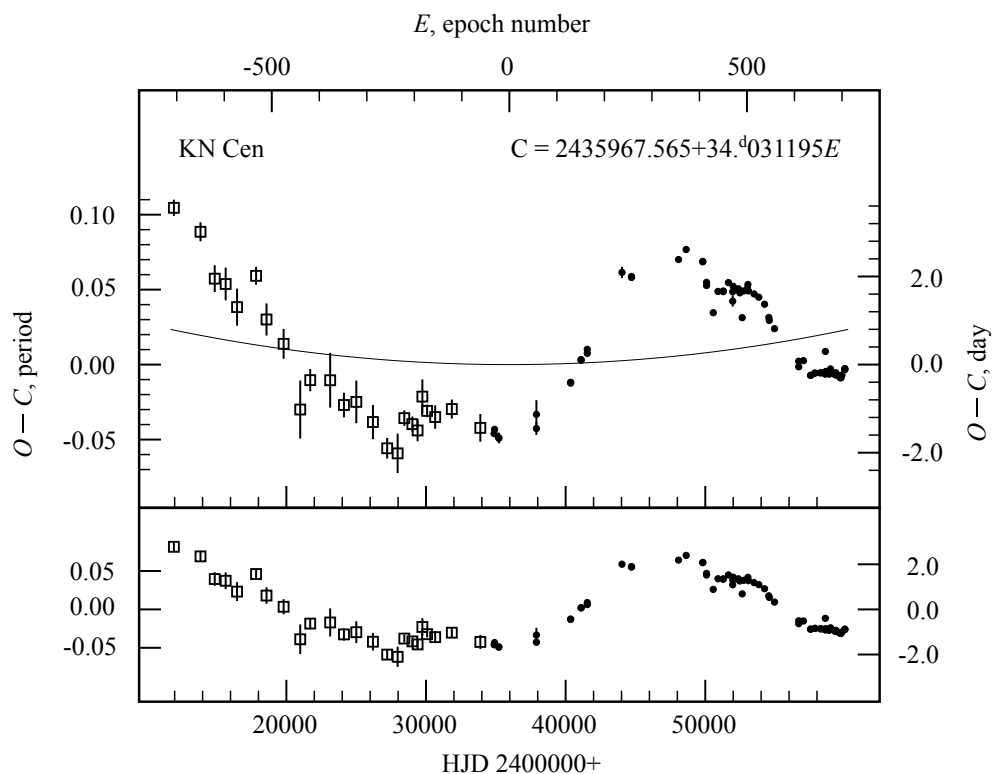 E, epoch number
-500 0 500
KN Cen C = 2435967.565+34.ᵈ031195E
0.10
0.05
0.00
-0.05
O — C, period
2.0
0.0
-2.0
O — C, day
0.05
0.00
-0.05
2.0
0.0
-2.0
20000 30000 40000 50000
HJD 2400000+